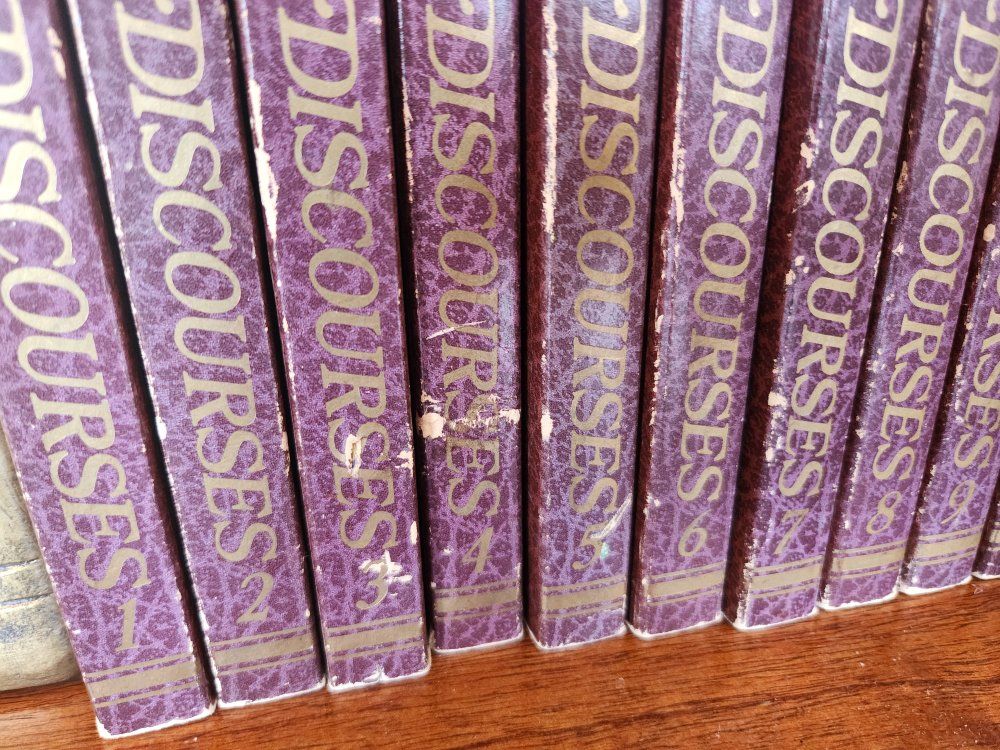 DISCOURSES 1
DISCOURSES 2
DISCOURSES 3
DISCOURSES 4
DISCOURSES 5
DISCOURSES 6
DISCOURSES 7
DISCOURSES 8
DISCOURSES 9